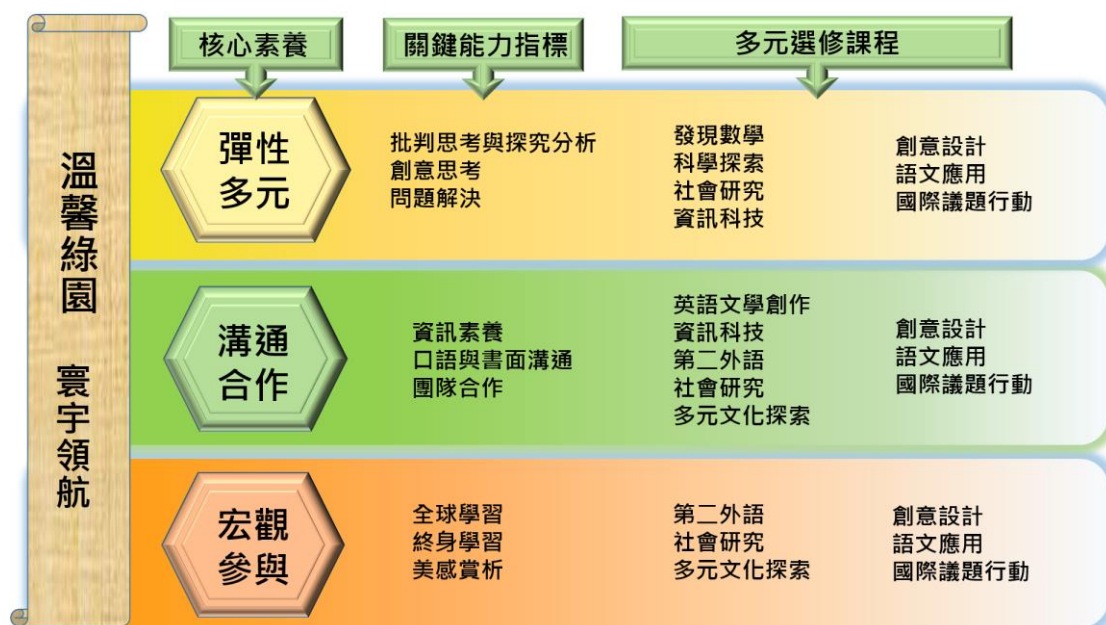 核心素養
關鍵能力指標
多元選修課程
溫馨綠園 寰宇領航
彈性
多元
批判思考與探究分析
創意思考
問題解決
發現數學
科學探索
社會研究
資訊科技
創意設計
語文應用
國際議題行動
溝通
合作
資訊素養
口語與書面溝通
團隊合作
英語文學創作
資訊科技
第二外語
社會研究
多元文化探索
創意設計
語文應用
國際議題行動
宏觀
參與
全球學習
終身學習
美感賞析
第二外語
社會研究
多元文化探索
創意設計
語文應用
國際議題行動